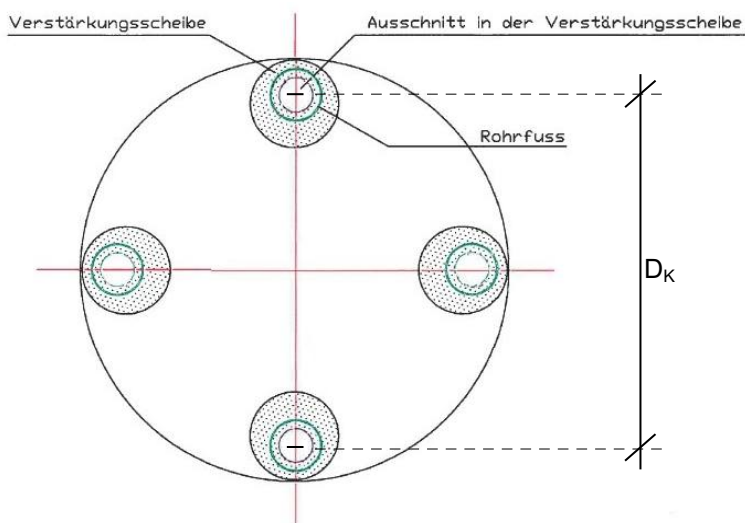 Verstärkungsscheibe
Ausschnitt in der Verstärkungsscheibe
Rohrfuss
DK